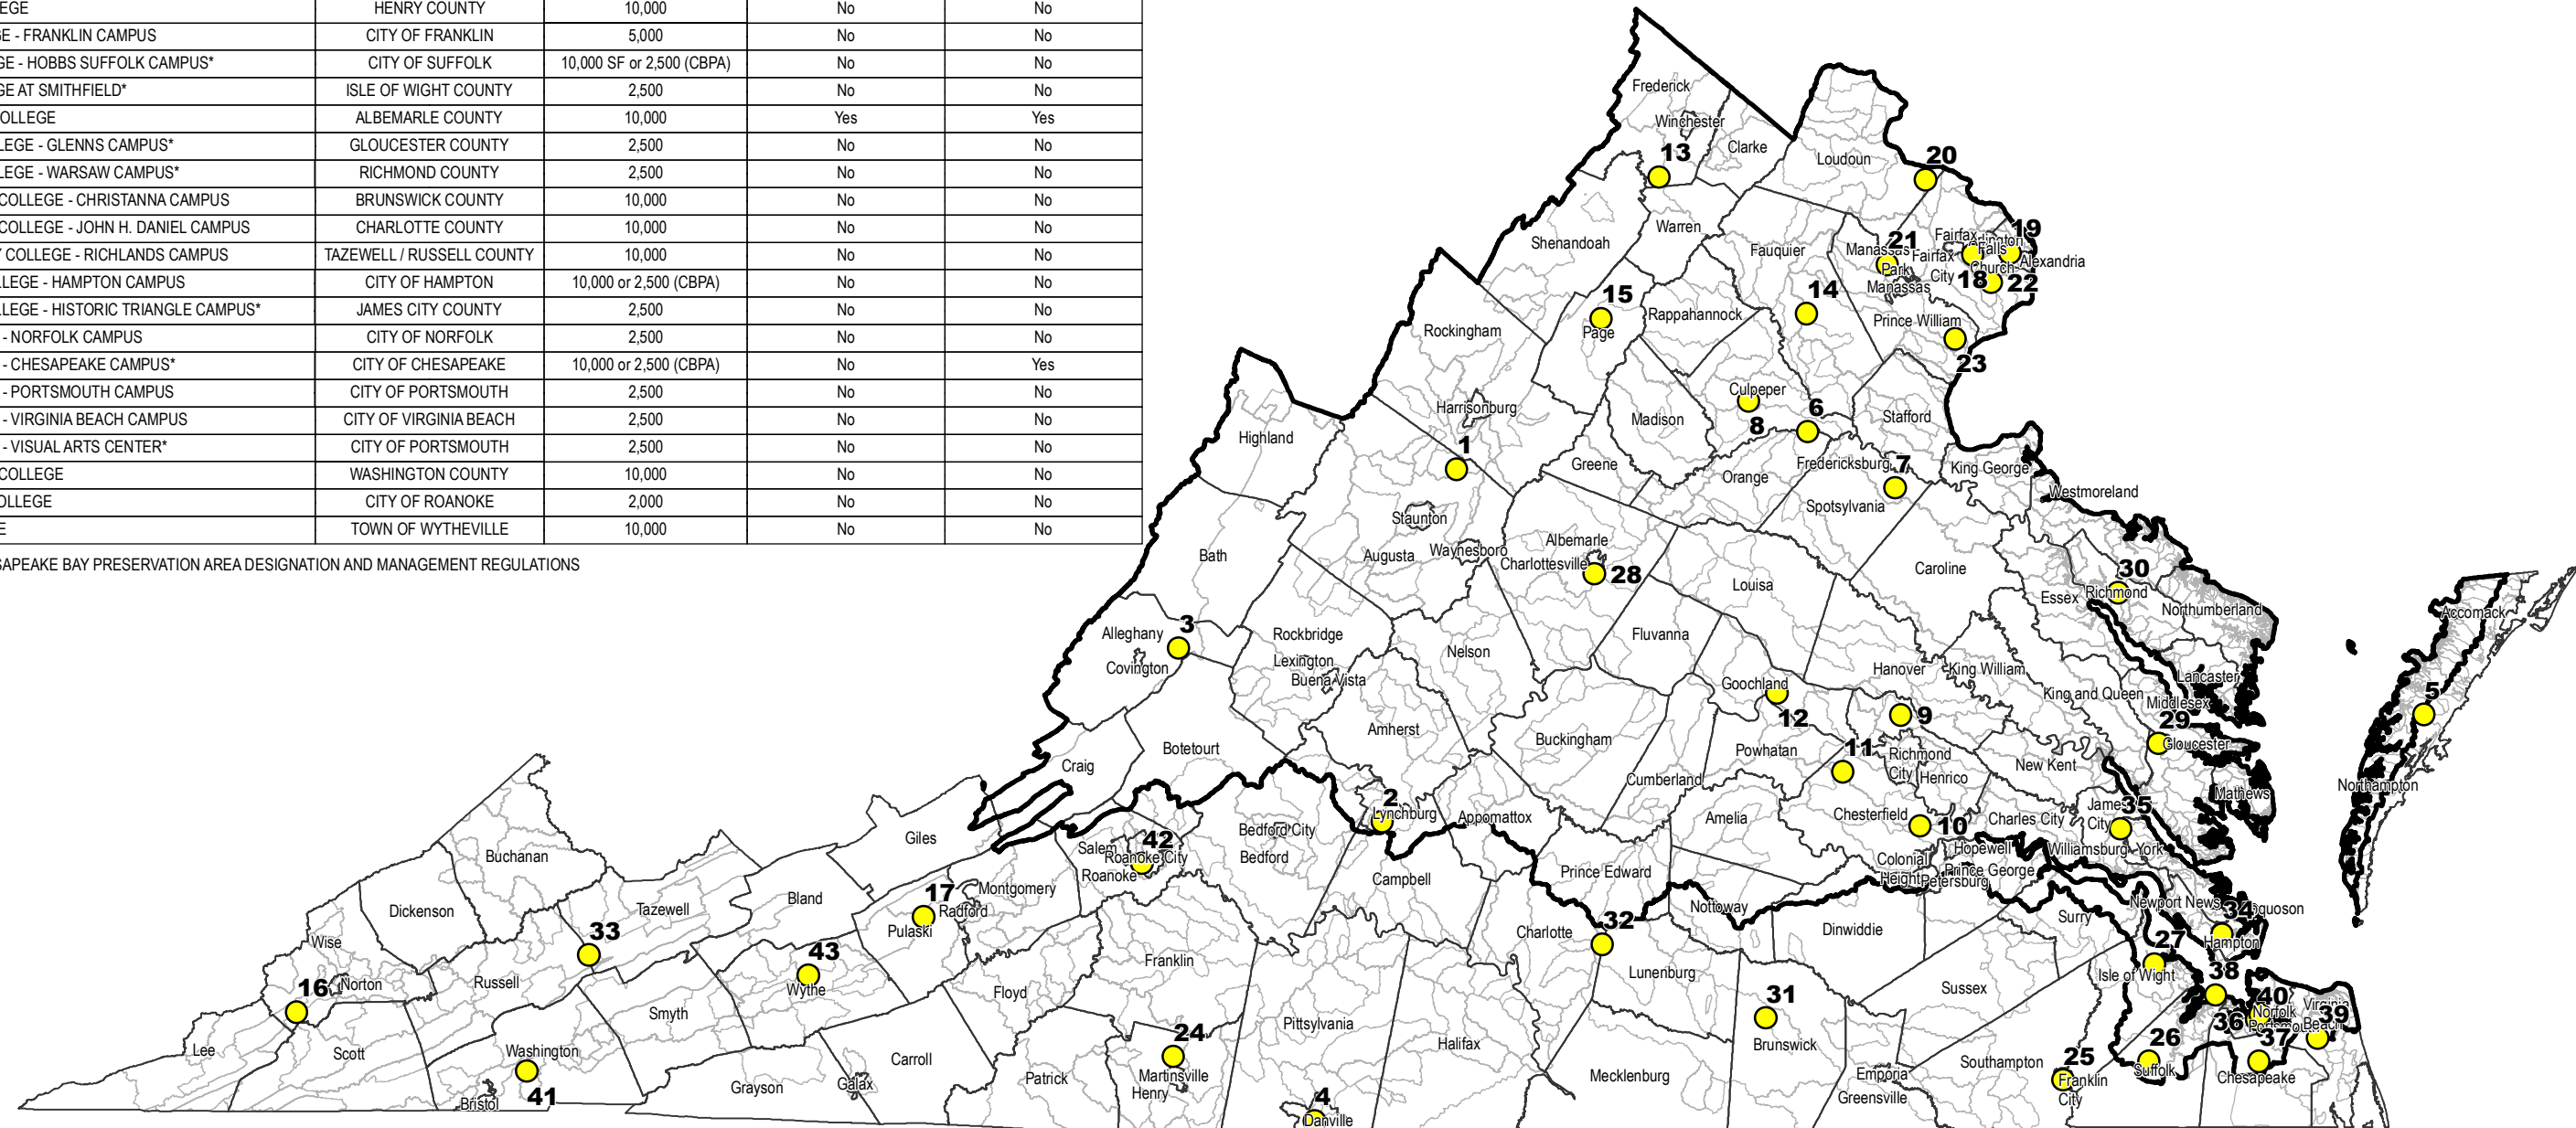 EGE HENRY COUNTY 10,000 No No
GE - FRANKLIN CAMPUS CITY OF FRANKLIN 5,000 No No
GE - HOBBS SUFFOLK CAMPUS* CITY OF SUFFOLK 10,000 SF or 2,500 (CBPA) No No
GE AT SMITHFIELD* ISLE OF WIGHT COUNTY 2,500 No No
OLLEGE ALBEMARLE COUNTY 10,000 Yes Yes
LEGE - GLENNS CAMPUS* GLOUCESTER COUNTY 2,500 No No
LEGE - WARSAW CAMPUS* RICHMOND COUNTY 2,500 No No
COLLEGE - CHRISTANNA CAMPUS BRUNSWICK COUNTY 10,000 No No
COLLEGE - JOHN H. DANIEL CAMPUS CHARLOTTE COUNTY 10,000 No No
Y COLLEGE - RICHLANDS CAMPUS TAZEWELL / RUSSELL COUNTY 10,000 No No
LLEGE - HAMPTON CAMPUS CITY OF HAMPTON 10,000 or 2,500 (CBPA) No No
LLEGE - HISTORIC TRIANGLE CAMPUS* JAMES CITY COUNTY 2,500 No No
- NORFOLK CAMPUS CITY OF NORFOLK 2,500 No No
- CHESAPEAKE CAMPUS* CITY OF CHESAPEAKE 10,000 or 2,500 (CBPA) No Yes
- PORTSMOUTH CAMPUS CITY OF PORTSMOUTH 2,500 No No
- VIRGINIA BEACH CAMPUS CITY OF VIRGINIA BEACH 2,500 No No
- VISUAL ARTS CENTER* CITY OF PORTSMOUTH 2,500 No No
COLLEGE WASHINGTON COUNTY 10,000 No No
OLLEGE CITY OF ROANOKE 2,000 No No
E TOWN OF WYTHEVILLE 10,000 No No
SAPEAKE BAY PRESERVATION AREA DESIGNATION AND MANAGEMENT REGULATIONS
Frederick
Winchester
13
Clarke
Loudoun
20
Warren
Shenandoah
Fauquier
Manassas Park
21
Fairfax
Fairfax City
Falls Church
19
Alexandria
18
22
Manassas
14
15
Page
Rappahannock
Rockingham
Prince William
23
Culpeper
8
6
Harrisonburg
Madison
Stafford
Highland
1
Greene
Orange
Fredericksburg
7
King George
Westmoreland
Spotsylvania
Staunton
Augusta
Waynesboro
Albemarle
Charlottesville
28
Bath
Louisa
Caroline
30
Essex
Richmond
Northumberland
Accomack
Alleghany
3
Covington
Rockbridge
Lexington
Buena Vista
Nelson
Fluvanna
Hanover
King William
Lancaster
Goochland
12
King and Queen
Middlesex
5
29
Gloucester
9
Amherst
Buckingham
Powhatan
11
Richmond City
Henrico
New Kent
Botetourt
Craig
Cumberland
Northampton
Mathews
James City
35
2
Lynchburg
Appomattox
Amelia
Chesterfield
10
Charles City
Giles
Salem
42
Roanoke City
Roanoke
Bedford City
Bedford
Hopewell
Williamsburg
York
Buchanan
Colonial Height
Petersburg
Prince George
Campbell
Prince Edward
Bland
17
Radford
Montgomery
Pulaski
Dickenson
Tazewell
Nottoway
Surry
Newport News
34
oquoson
Hampton
Wise
33
Charlotte
32
Dinwiddie
27
Isle of Wight
43
Wythe
Franklin
Lunenburg
38
16
Norton
Russell
Floyd
Sussex
31
Smyth
40
Norfolk
Portsmouth
36
Virginia Beach
39
24
Pittsylvania
Halifax
Brunswick
Lee
Scott
Washington
Carroll
37
26
Suffolk
25
Southampton
Franklin City
Chesapeake
Patrick
Martinsville
Henry
Mecklenburg
Emporia
Greensville
Grayson
Galax
Bristol
41
4
Danville